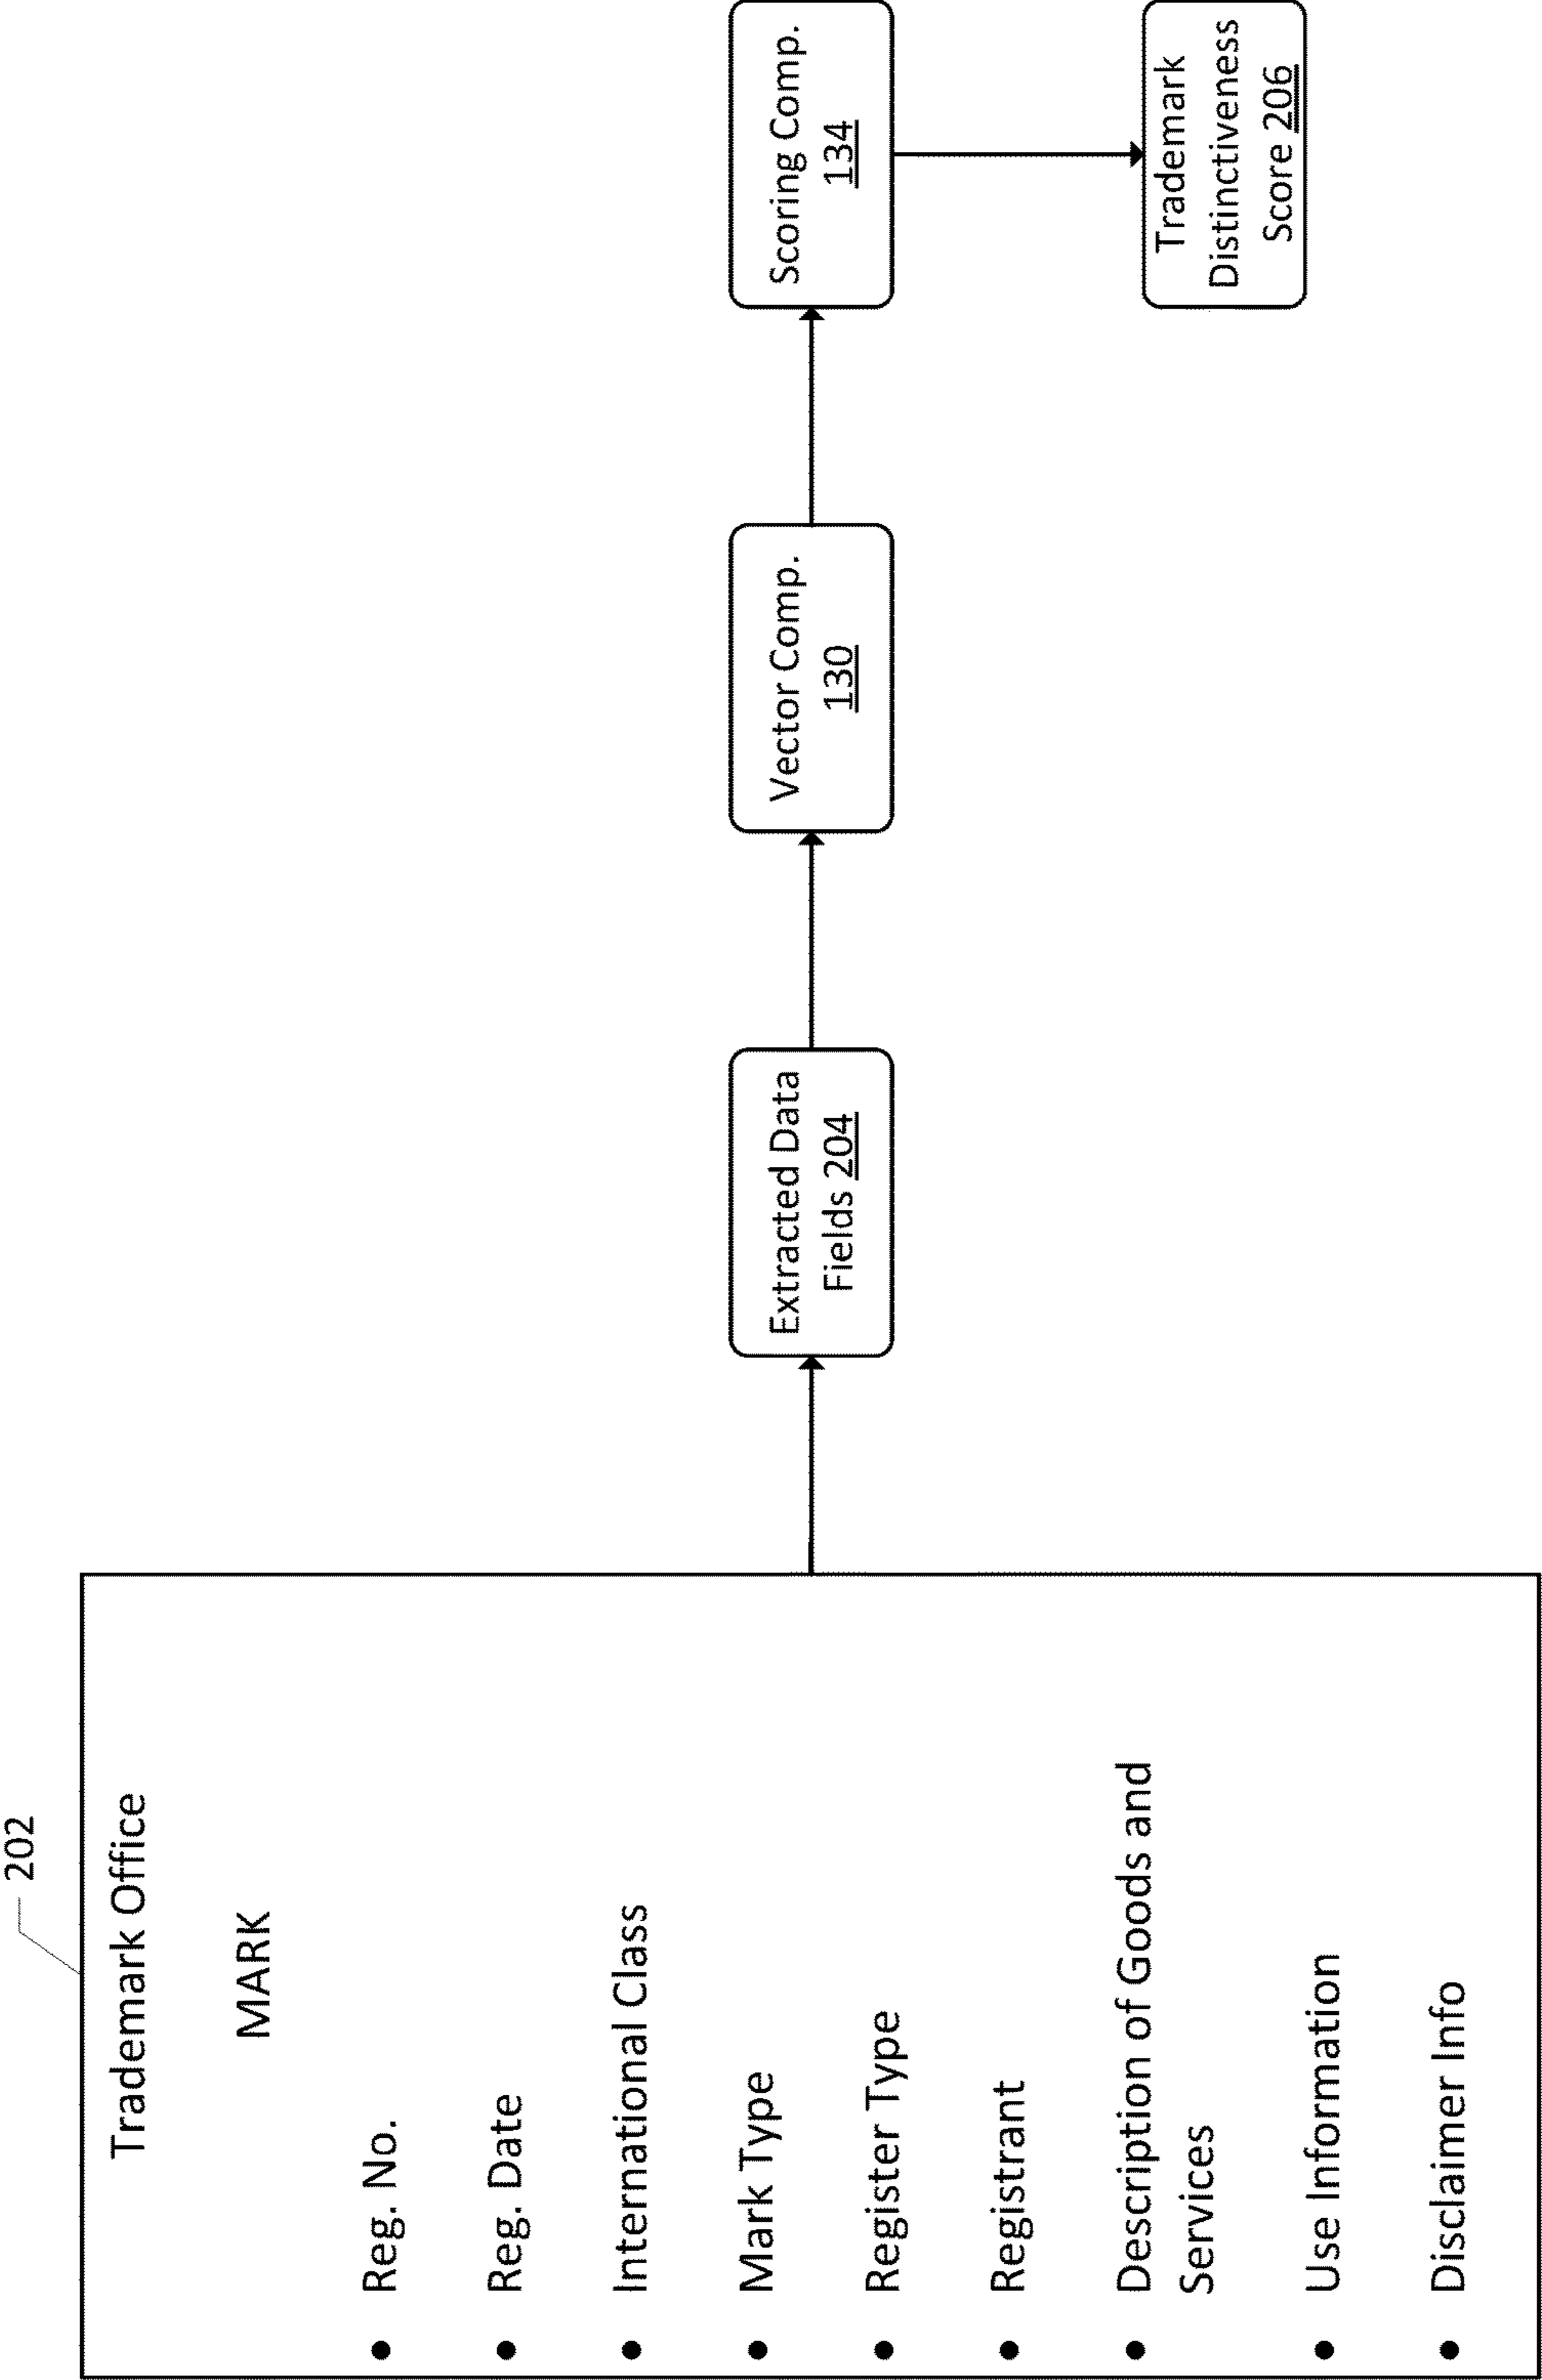 202
Trademark Office
MARK
● Reg. No.
● Reg. Date
● International Class
● Mark Type
● Register Type
● Registrant
● Description of Goods and
Services
● Use Information
● Disclaimer Info
Extracted Data
Fields 204
Vector Comp.
130
Scoring Comp.
134
Trademark
Distinctiveness
Score 206